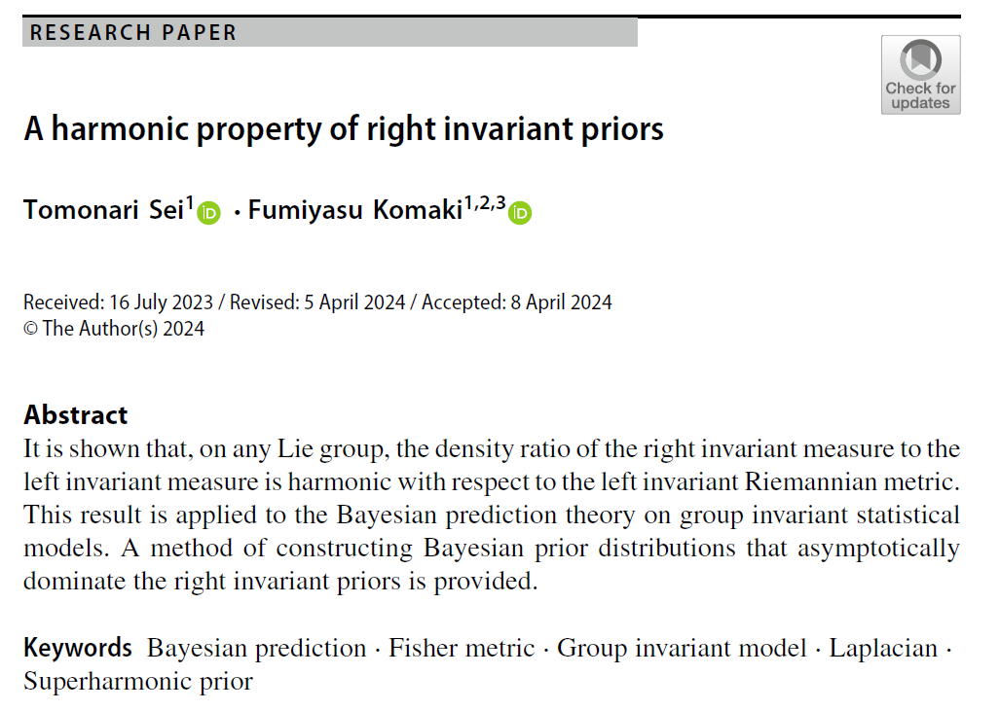 RESEARCH PAPER
Check for
updates
A harmonic property of right invariant priors
Tomonari Sei1 iD · Fumiyasu Komaki1,2,3 iD
Received: 16 July 2023 / Revised: 5 April 2024 / Accepted: 8 April 2024
© The Author(s) 2024
Abstract
It is shown that, on any Lie group, the density ratio of the right invariant measure to the
left invariant measure is harmonic with respect to the left invariant Riemannian metric.
This result is applied to the Bayesian prediction theory on group invariant statistical
models. A method of constructing Bayesian prior distributions that asymptotically
dominate the right invariant priors is provided.
Keywords Bayesian prediction · Fisher metric · Group invariant model · Laplacian ·
Superharmonic prior